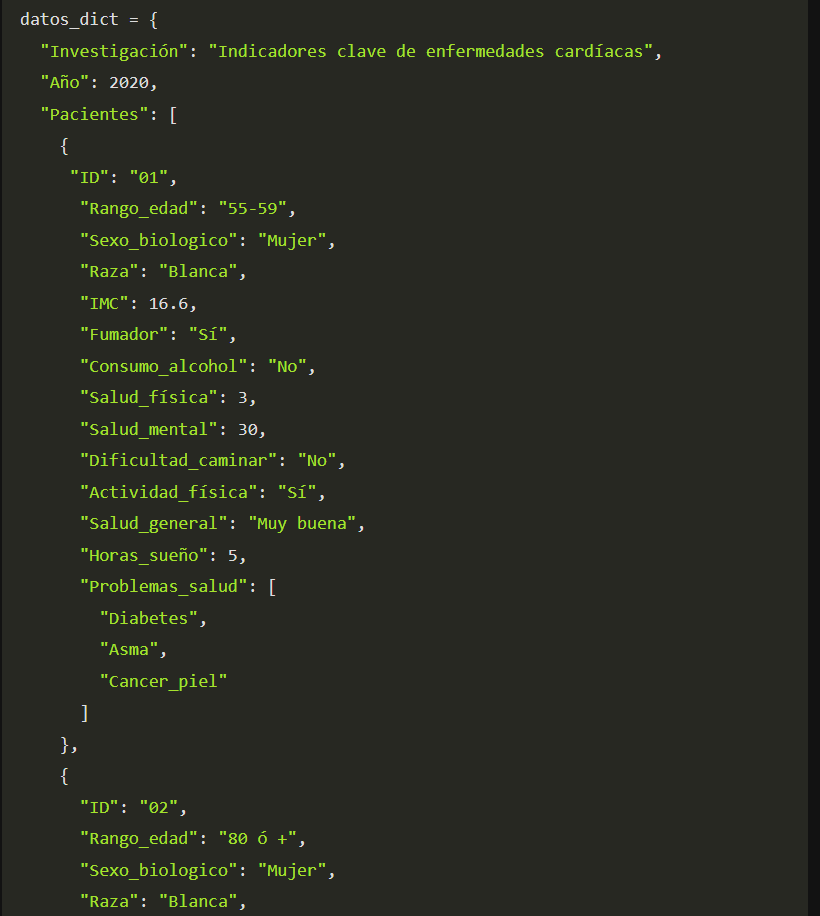 datos_dict = {
"Investigación": "Indicadores clave de enfermedades cardíacas",
"Año": 2020,
"Pacientes": [
{
"ID": "01",
"Rango_edad": "55-59",
"Sexo_biologico": "Mujer",
"Raza": "Blanca",
"IMC": 16.6,
"Fumador": "Sí",
"Consumo_alcohol": "No",
"Salud_física": 3,
"Salud_mental": 30,
"Dificultad_caminar": "No",
"Actividad_física": "Sí",
"Salud_general": "Muy buena",
"Horas_sueño": 5,
"Problemas_salud": [
"Diabetes",
"Asma",
"Cancer_piel"
]
},
{
"ID": "02",
"Rango_edad": "80 ó +",
"Sexo_biologico": "Mujer",
"Raza": "Blanca",